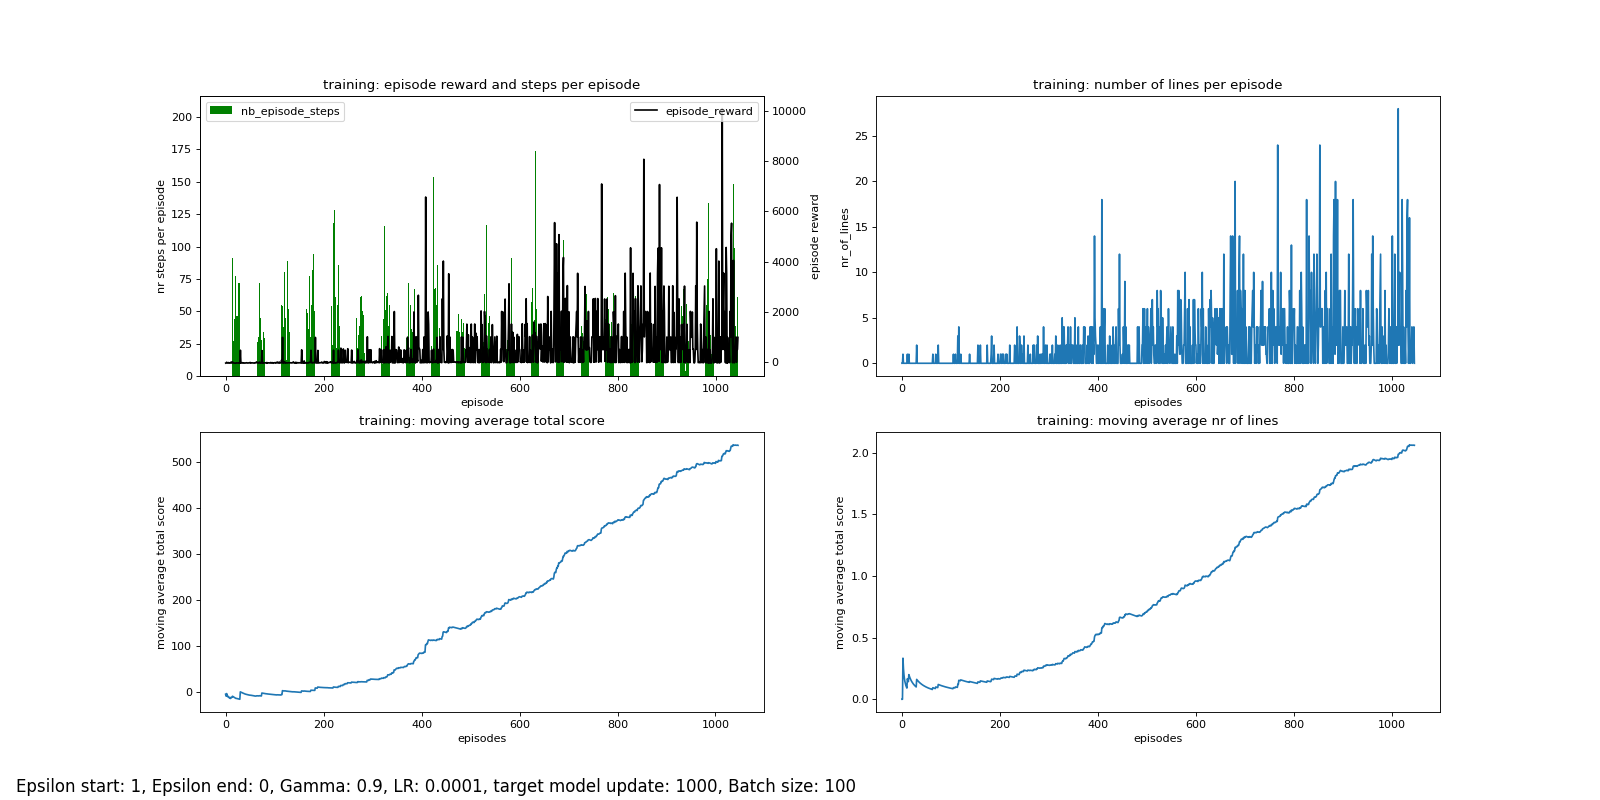 training: episode reward and steps per episode
nb_episode_steps
episode_reward
nr steps per episode
episode reward
200
175
150
125
100
75
50
25
0
10000
8000
6000
4000
2000
0
0 200 400 600 800 1000
episode
training: number of lines per episode
nr_of_lines
25
20
15
10
5
0
0 200 400 600 800 1000
episodes
training: moving average total score
moving average total score
500
400
300
200
100
0
0 200 400 600 800 1000
episodes
training: moving average nr of lines
moving average total score
2.0
1.5
1.0
0.5
0.0
0 200 400 600 800 1000
episodes
Epsilon start: 1, Epsilon end: 0, Gamma: 0.9, LR: 0.0001, target model update: 1000, Batch size: 100